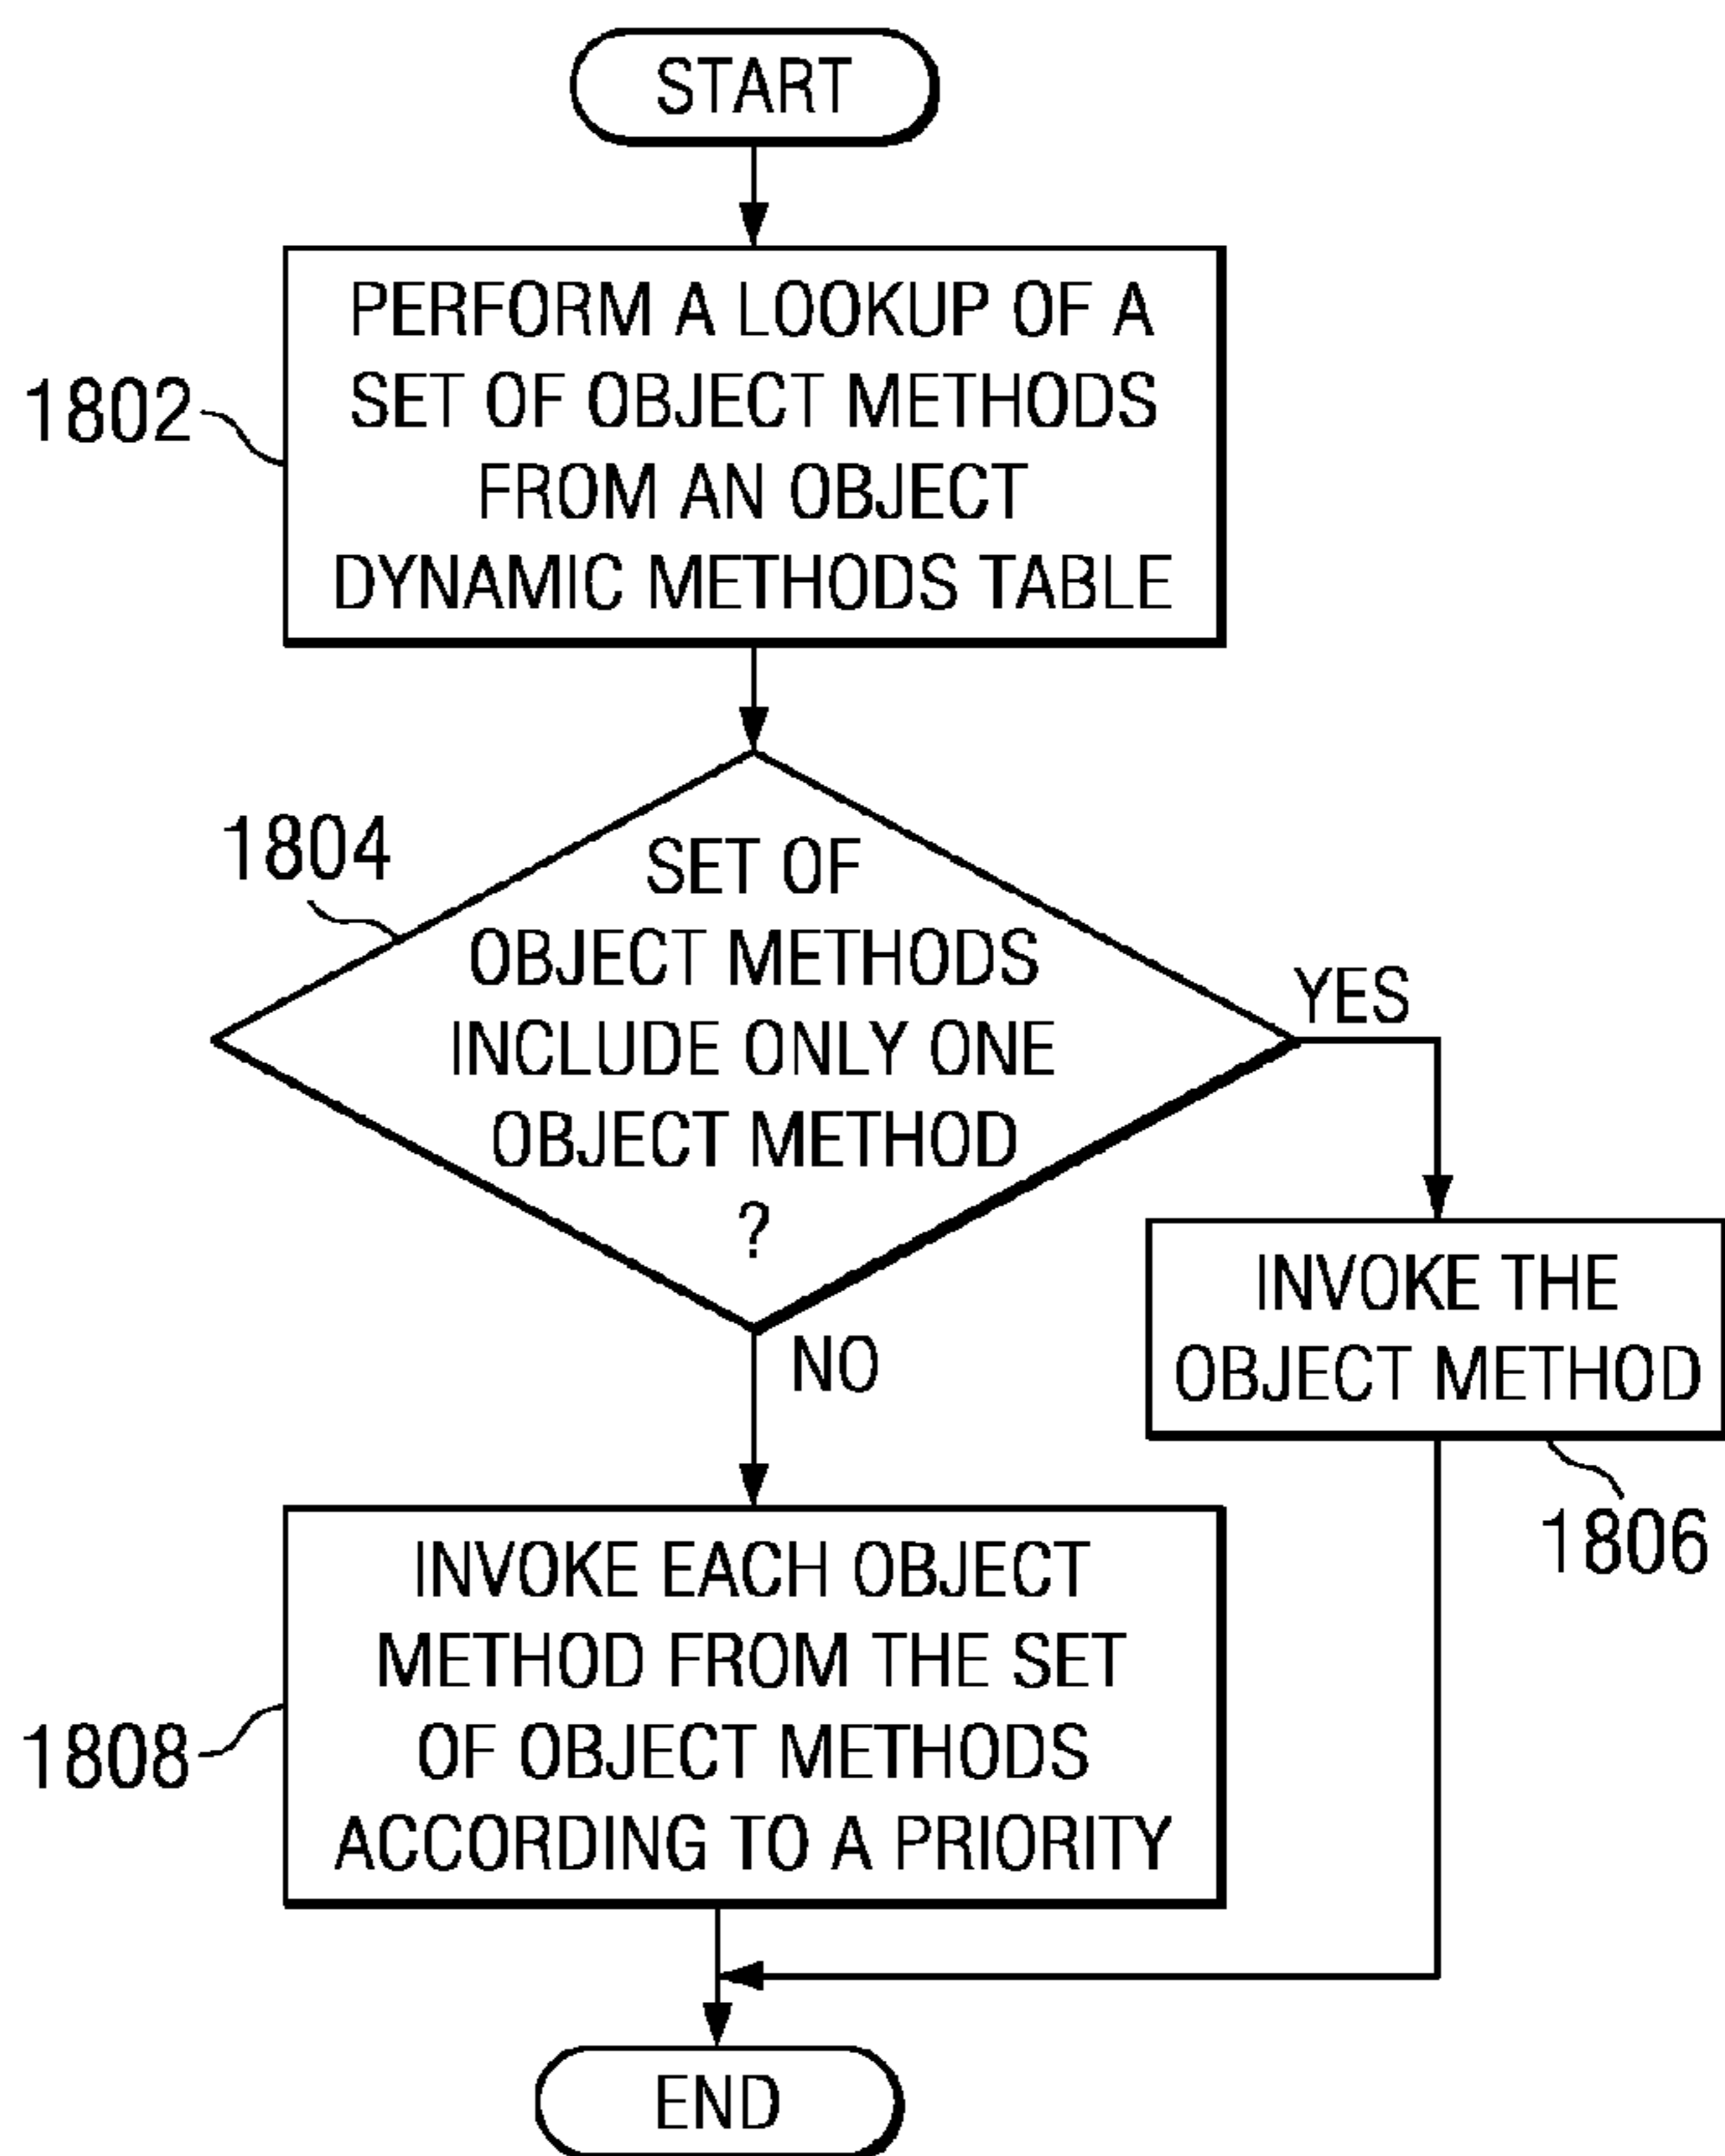 START
PERFORM A LOOKUP OF A
SET OF OBJECT METHODS
FROM AN OBJECT
DYNAMIC METHODS TABLE
1802
1804
SET OF
OBJECT METHODS
INCLUDE ONLY ONE
OBJECT METHOD
?
YES
NO
INVOKE THE
OBJECT METHOD
1806
INVOKE EACH OBJECT
METHOD FROM THE SET
OF OBJECT METHODS
ACCORDING TO A PRIORITY
1808
END